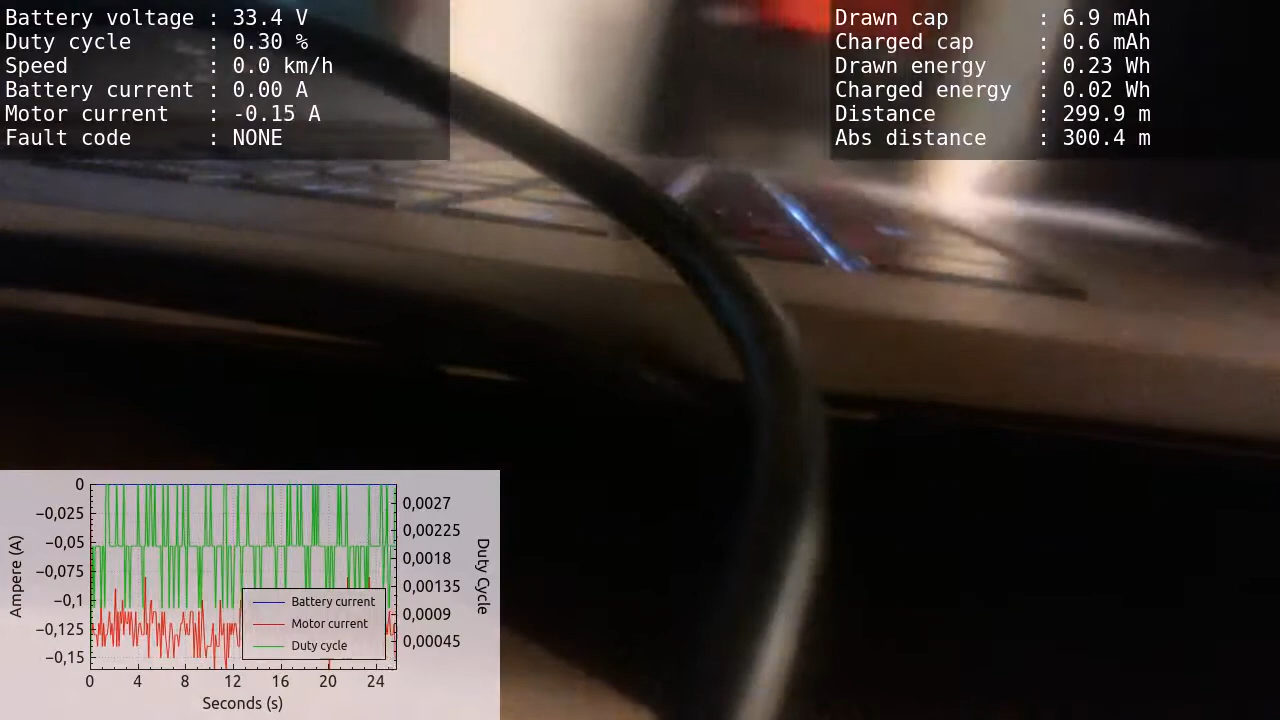 Battery voltage : 33.4 V
Duty cycle : 0.30 %
Speed : 0.0 km/h
Battery current : 0.00 A
Motor current : -0.15 A
Fault code : NONE
Drawn cap : 6.9 mAh
Charged cap : 0.6 mAh
Drawn energy : 0.23 Wh
Charged energy : 0.02 Wh
Distance : 299.9 m
Abs distance : 300.4 m
Ampere (A)
0
−0,025
−0,05
−0,075
−0,1
−0,125
−0,15
0,0027
0,00225
0,0018
0,00135
0,0009
0,00045
Duty Cycle
Battery current
Motor current
Duty cycle
0 4 8 12 16 20 24
Seconds (s)